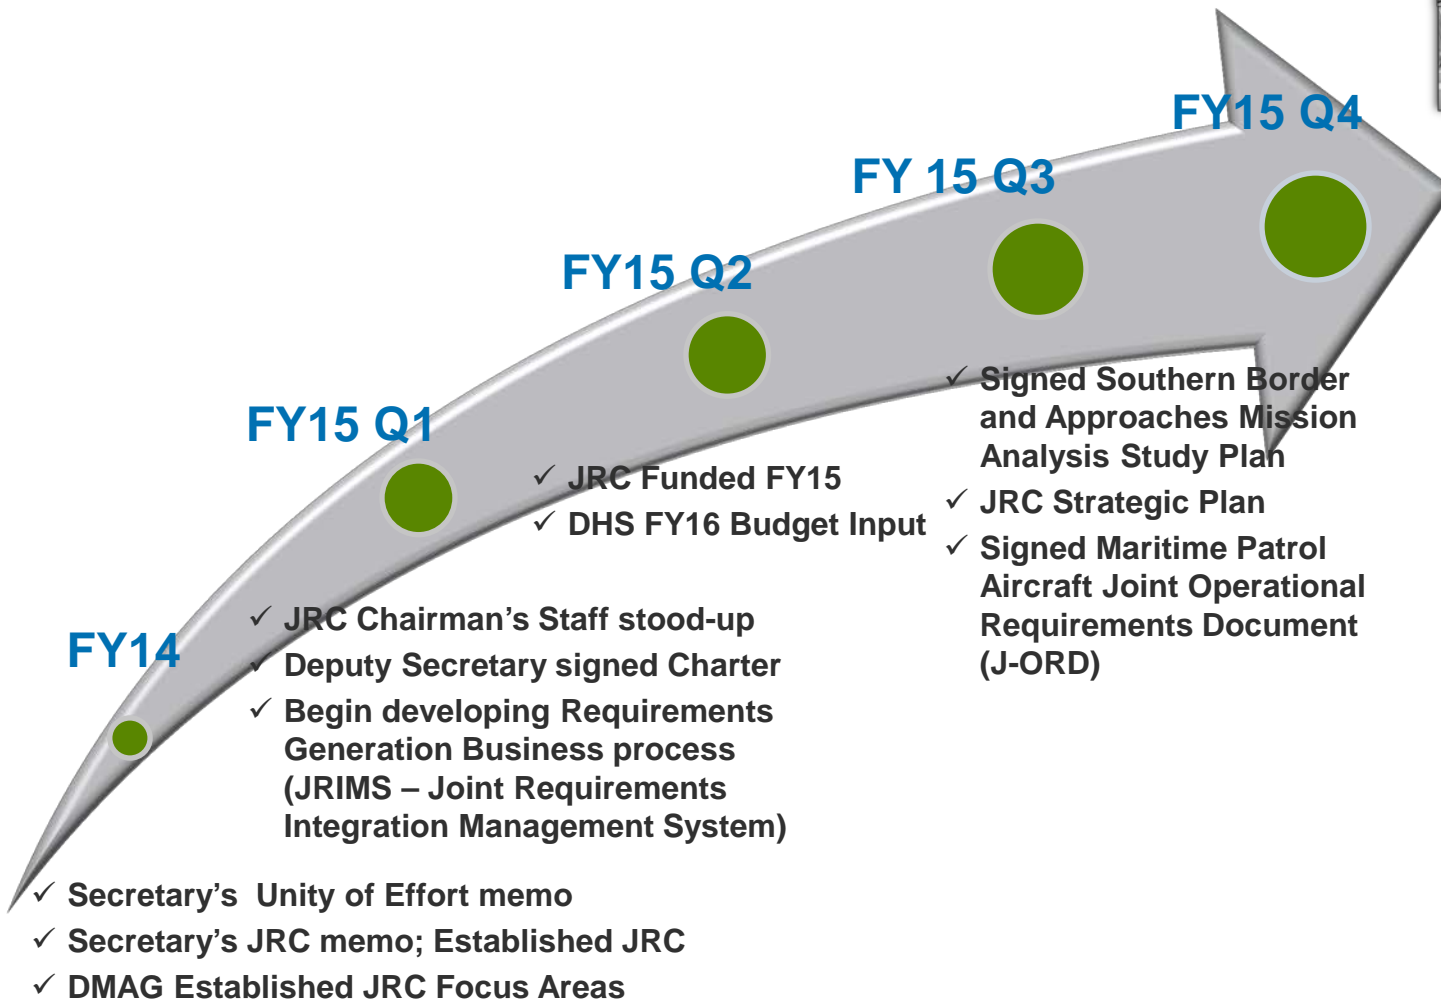 FY15 Q4
FY 15 Q3
FY15 Q2
FY15 Q1
FY14
✓ Signed Southern Border
and Approaches Mission
Analysis Study Plan
✓ JRC Strategic Plan
✓ Signed Maritime Patrol
Aircraft Joint Operational
Requirements Document
(J-ORD)
✓ JRC Funded FY15
✓ DHS FY16 Budget Input
✓ JRC Chairman’s Staff stood-up
✓ Deputy Secretary signed Charter
✓ Begin developing Requirements
Generation Business process
(JRIMS – Joint Requirements
Integration Management System)
✓ Secretary’s Unity of Effort memo
✓ Secretary’s JRC memo; Established JRC
✓ DMAG Established JRC Focus Areas